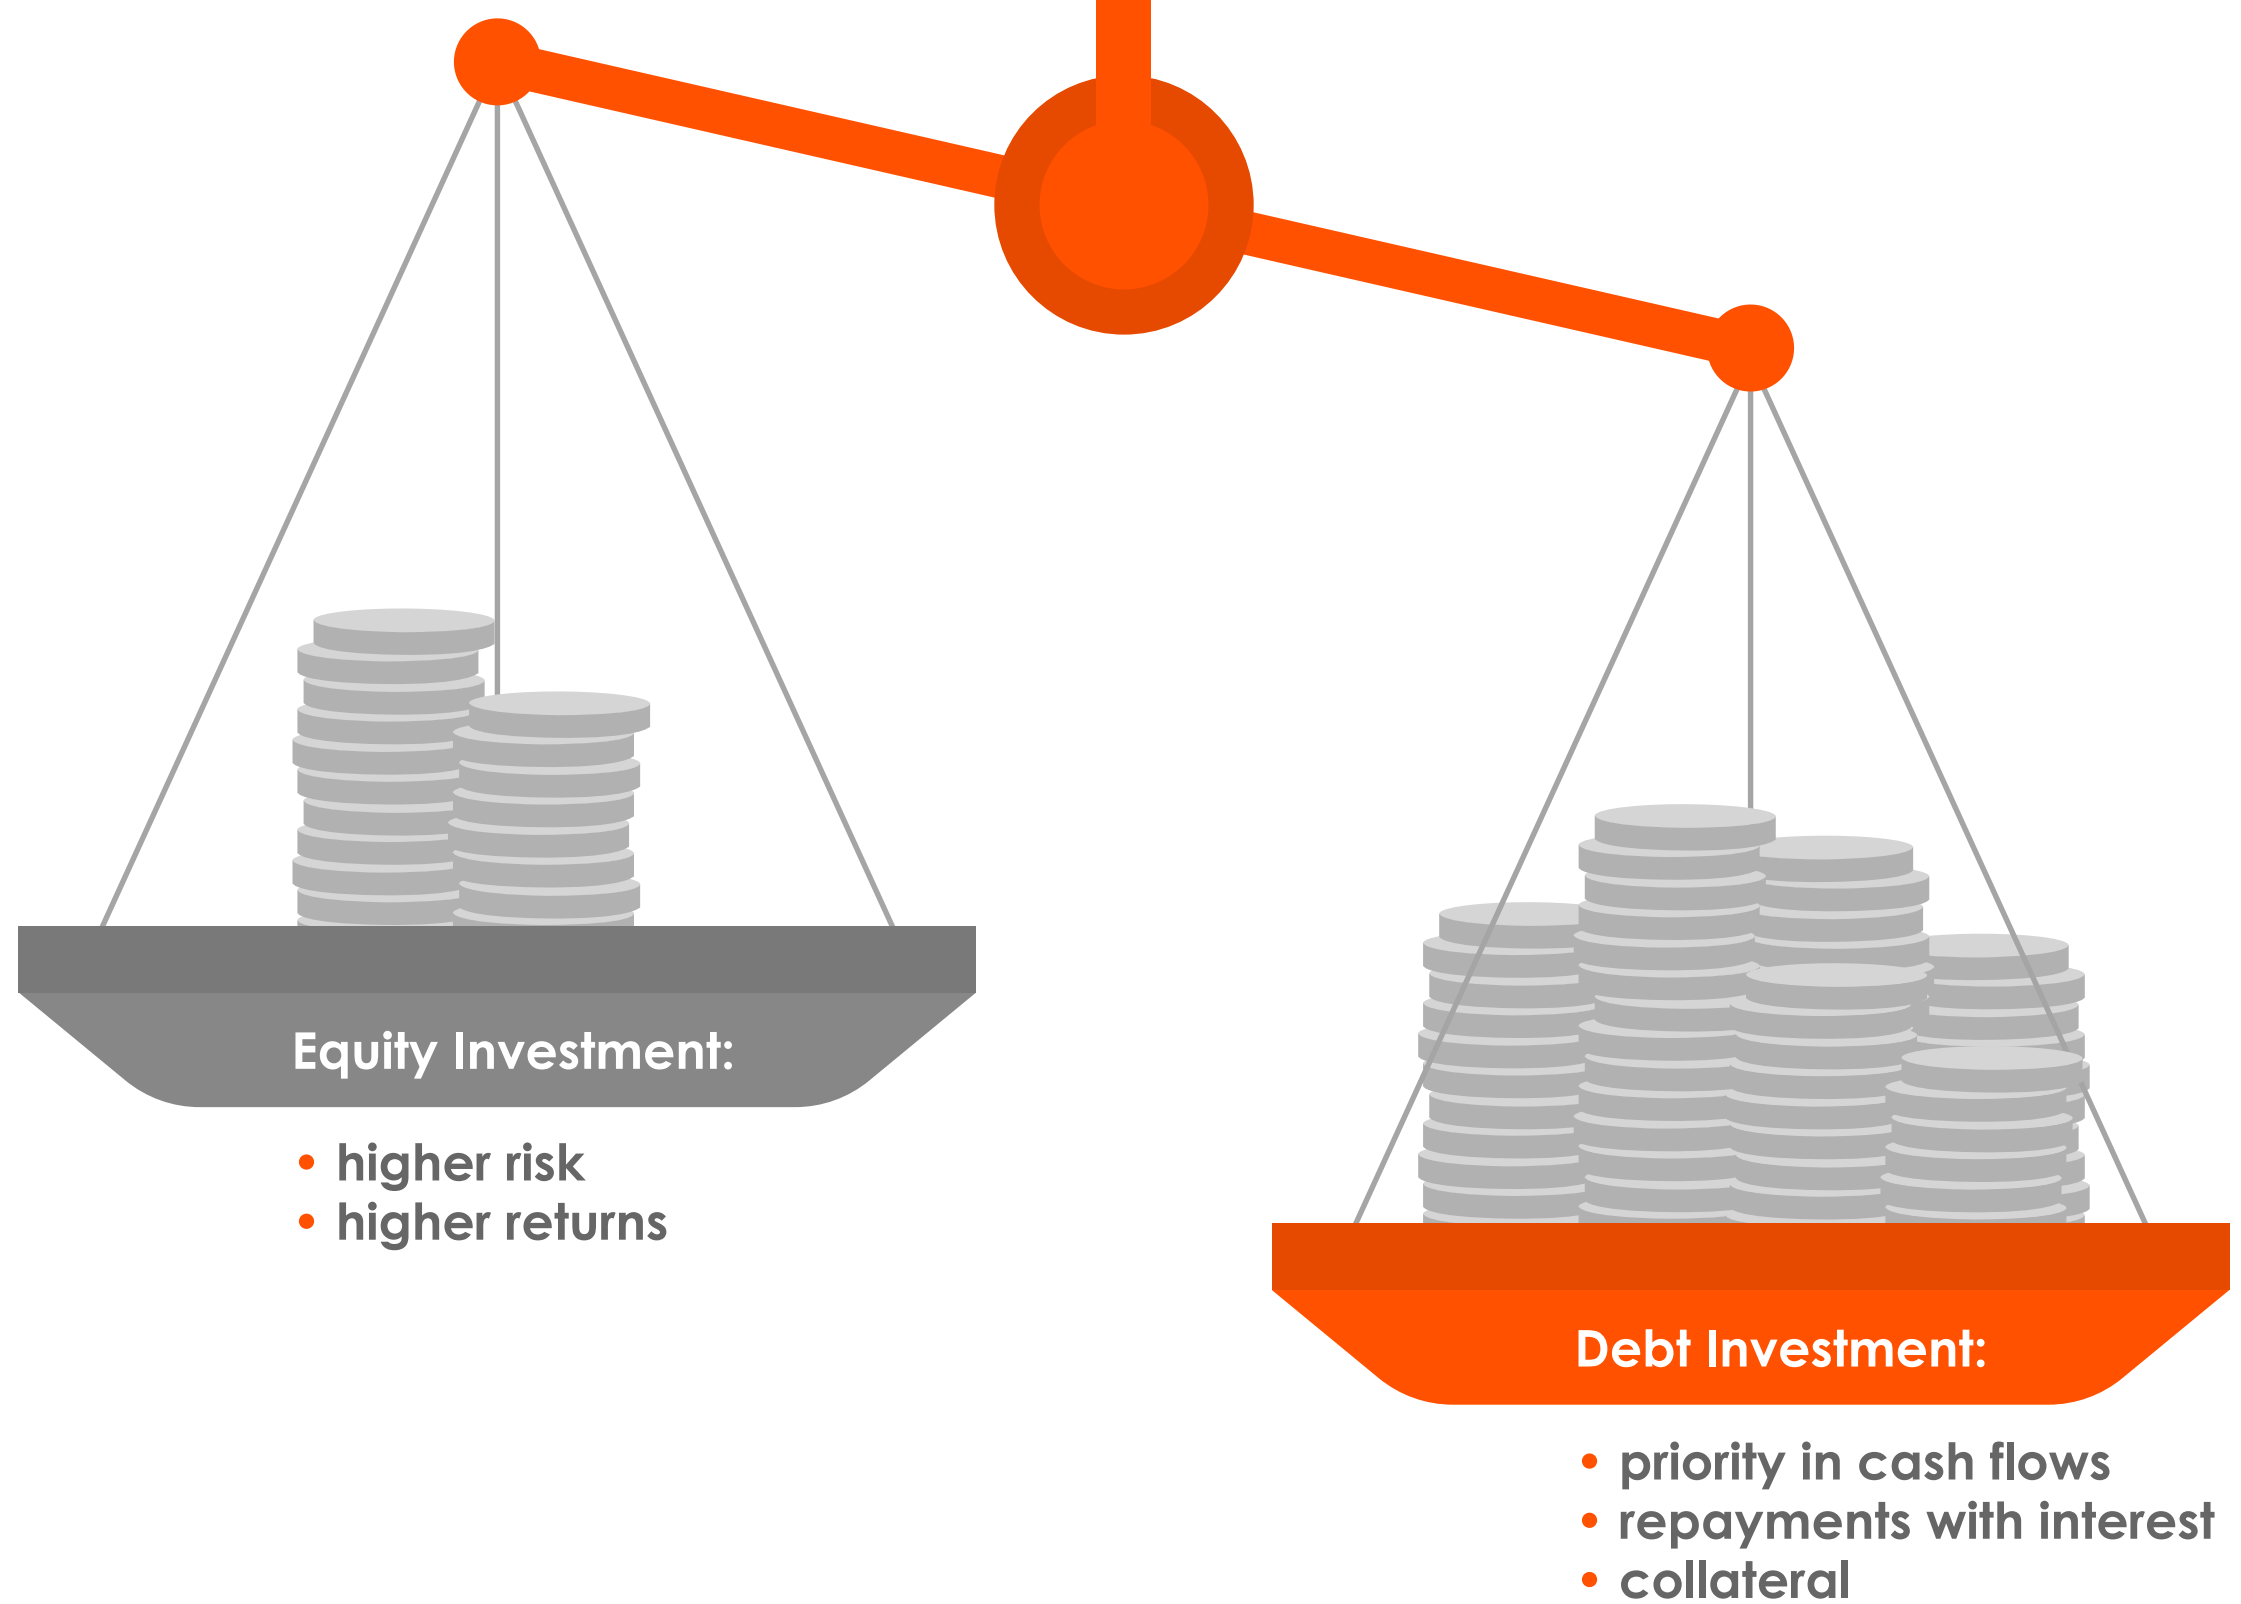 Equity Investment:
• higher risk
• higher returns
Debt Investment:
• priority in cash flows
• repayments with interest
• collateral